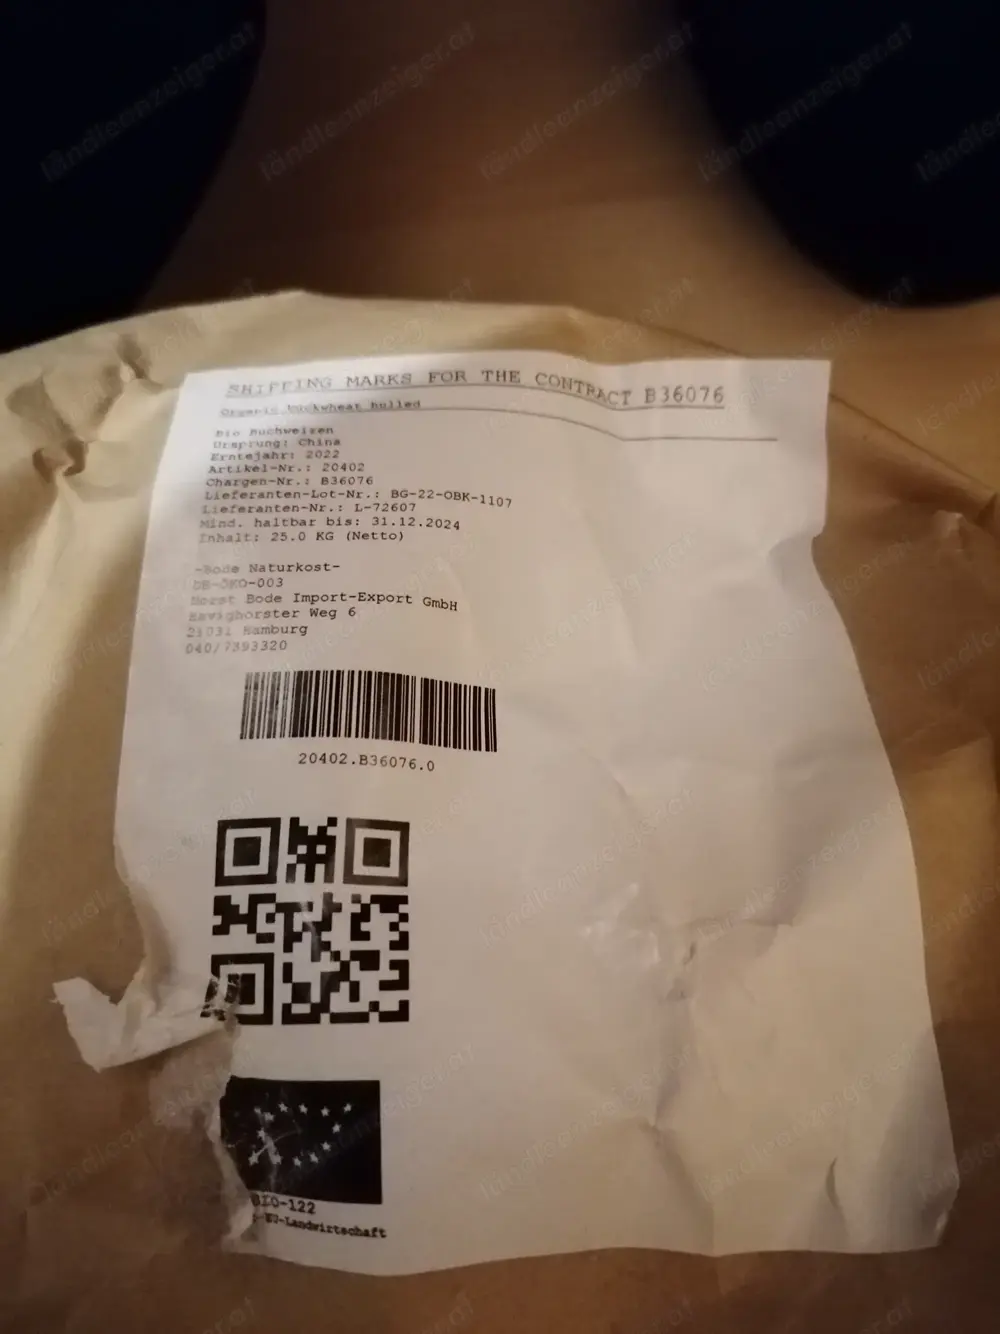 SHIPPING MARKS FOR THE CONTRACT B36076
Organic buckwheat hulled
Bio Buchweizen
Ursprung: China
Erntejahr: 2022
Artikel-Nr.: 20402
Chargen-Nr.: B36076
Lieferanten-Lot-Nr.: BG-22-OBK-1107
Lieferanten-Nr.: L-72607
Mind. haltbar bis: 31.12.2024
Inhalt: 25.0 KG (Netto)
-Bode Naturkost-
DE-ÖKO-003
Horst Bode Import-Export GmbH
Havighorster Weg 6
21031 Hamburg
040/7393320
20402.B36076.0
BIO-122
-EU-Landwirtschaft
ländleanzeiger.at